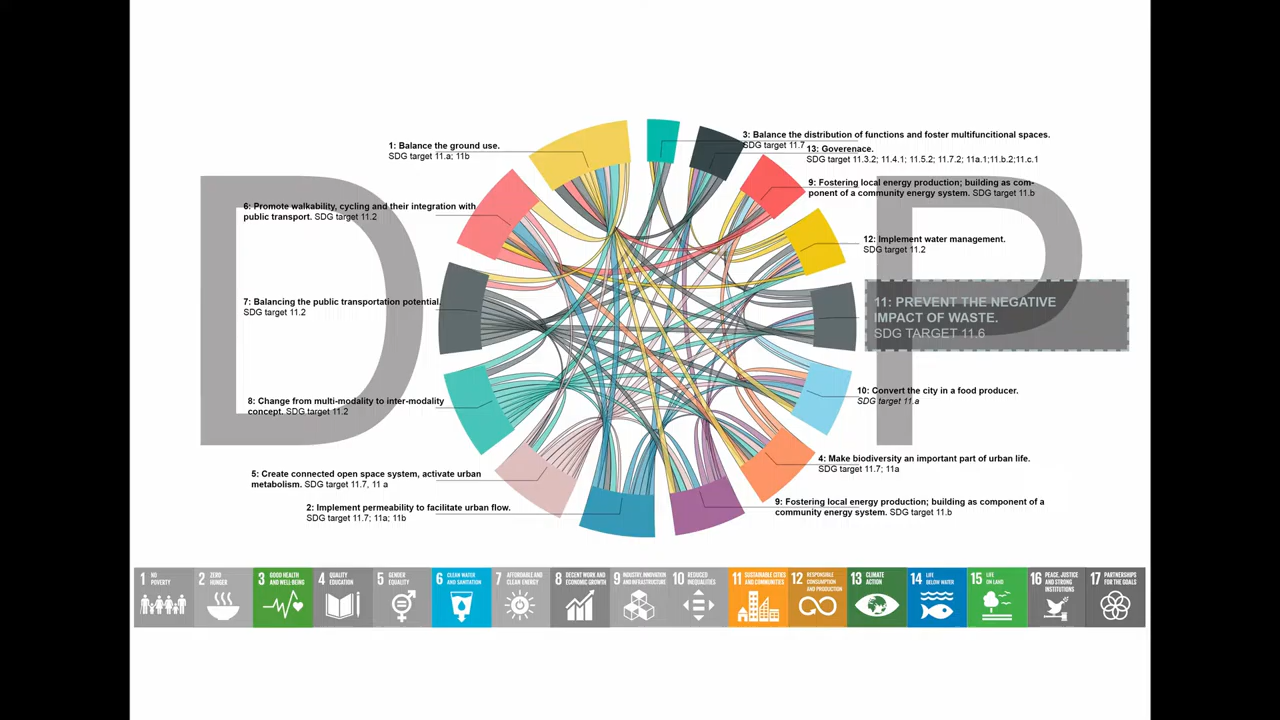 D
P
1: Balance the ground use.
SDG target 11.a; 11b
3: Balance the distribution of functions and foster multifuncitional spaces.
SDG target 11.7
13: Goverenace.
SDG target 11.3.2; 11.4.1; 11.5.2; 11.7.2; 11a.1;11.b.2;11.c.1
9: Fostering local energy production; building as com-
ponent of a community energy system. SDG target 11.b
6: Promote walkability, cycling and their integration with
public transport. SDG target 11.2
12: Implement water management.
SDG target 11.2
7: Balancing the public transportation potential.
SDG target 11.2
11: PREVENT THE NEGATIVE
IMPACT OF WASTE.
SDG TARGET 11.6
10: Convert the city in a food producer.
SDG target 11.a
8: Change from multi-modality to inter-modality
concept. SDG target 11.2
4: Make biodiversity an important part of urban life.
SDG target 11.7; 11a
5: Create connected open space system, activate urban
metabolism. SDG target 11.7, 11 a
9: Fostering local energy production; building as component of a
community energy system. SDG target 11.b
2: Implement permeability to facilitate urban flow.
SDG target 11.7; 11a; 11b
1 NO
POVERTY
2 ZERO
HUNGER
3 GOOD HEALTH
AND WELL-BEING
4 QUALITY
EDUCATION
5 GENDER
EQUALITY
6 CLEAN WATER
AND SANITATION
7 AFFORDABLE AND
CLEAN ENERGY
8 DECENT WORK AND
ECONOMIC GROWTH
9 INDUSTRY, INNOVATION
AND INFRASTRUCTURE
10 REDUCED
INEQUALITIES
11 SUSTAINABLE CITIES
AND COMMUNITIES
12 RESPONSIBLE
CONSUMPTION
AND PRODUCTION
13 CLIMATE
ACTION
14 LIFE
BELOW WATER
15 LIFE
ON LAND
16 PEACE, JUSTICE
AND STRONG
INSTITUTIONS
17 PARTNERSHIPS
FOR THE GOALS